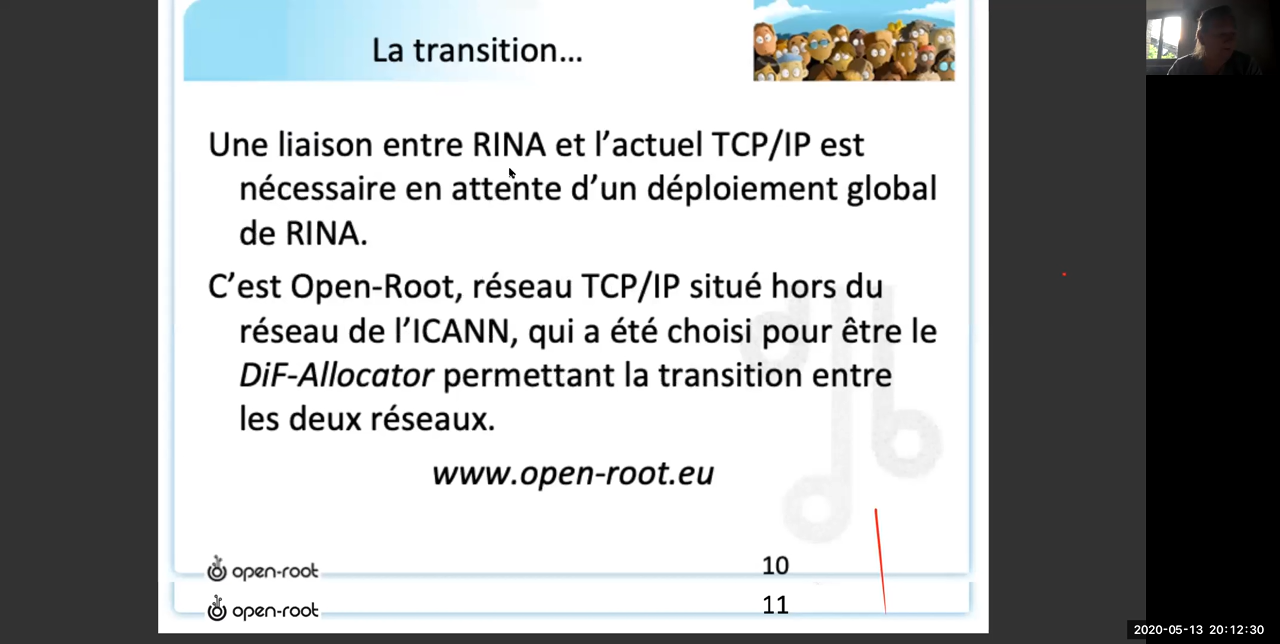 La transition...
Une liaison entre RINA et l’actuel TCP/IP est
nécessaire en attente d’un déploiement global
de RINA.
C’est Open-Root, réseau TCP/IP situé hors du
réseau de l’ICANN, qui a été choisi pour être le
DiF-Allocator permettant la transition entre
les deux réseaux.
www.open-root.eu
open-root 10
open-root 11
2020-05-13 20:12:30